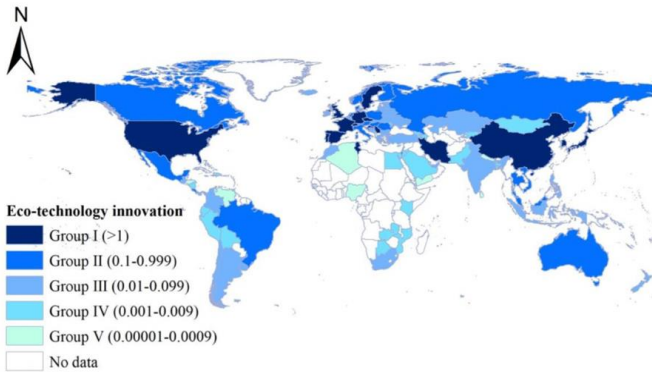 N
Eco-technology innovation
Group I (>1)
Group II (0.1-0.999)
Group III (0.01-0.099)
Group IV (0.001-0.009)
Group V (0.00001-0.0009)
No data